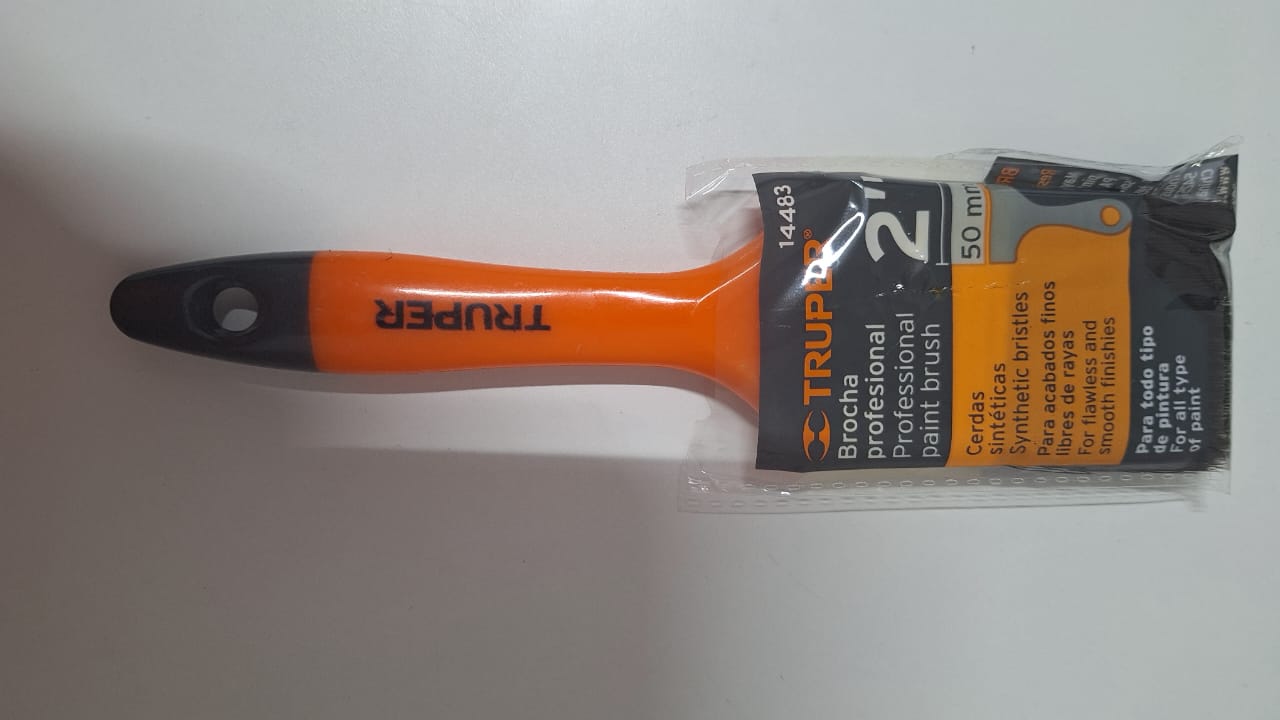 TRUPER
14483
TRUPER®
Brocha
profesional
Professional
paint brush
2"
50 mm
Cerdas
sintéticas
Synthetic bristles
Para acabados finos
libres de rayas
For flawless and
smooth finishies
Para todo tipo
de pintura
For all type
of paint